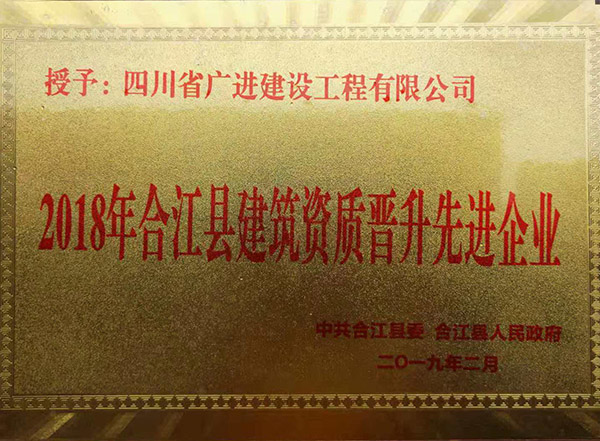 授予：四川省广进建设工程有限公司
2018年合江县建筑资质晋升先进企业
中共合江县委 合江县人民政府
二〇一九年二月